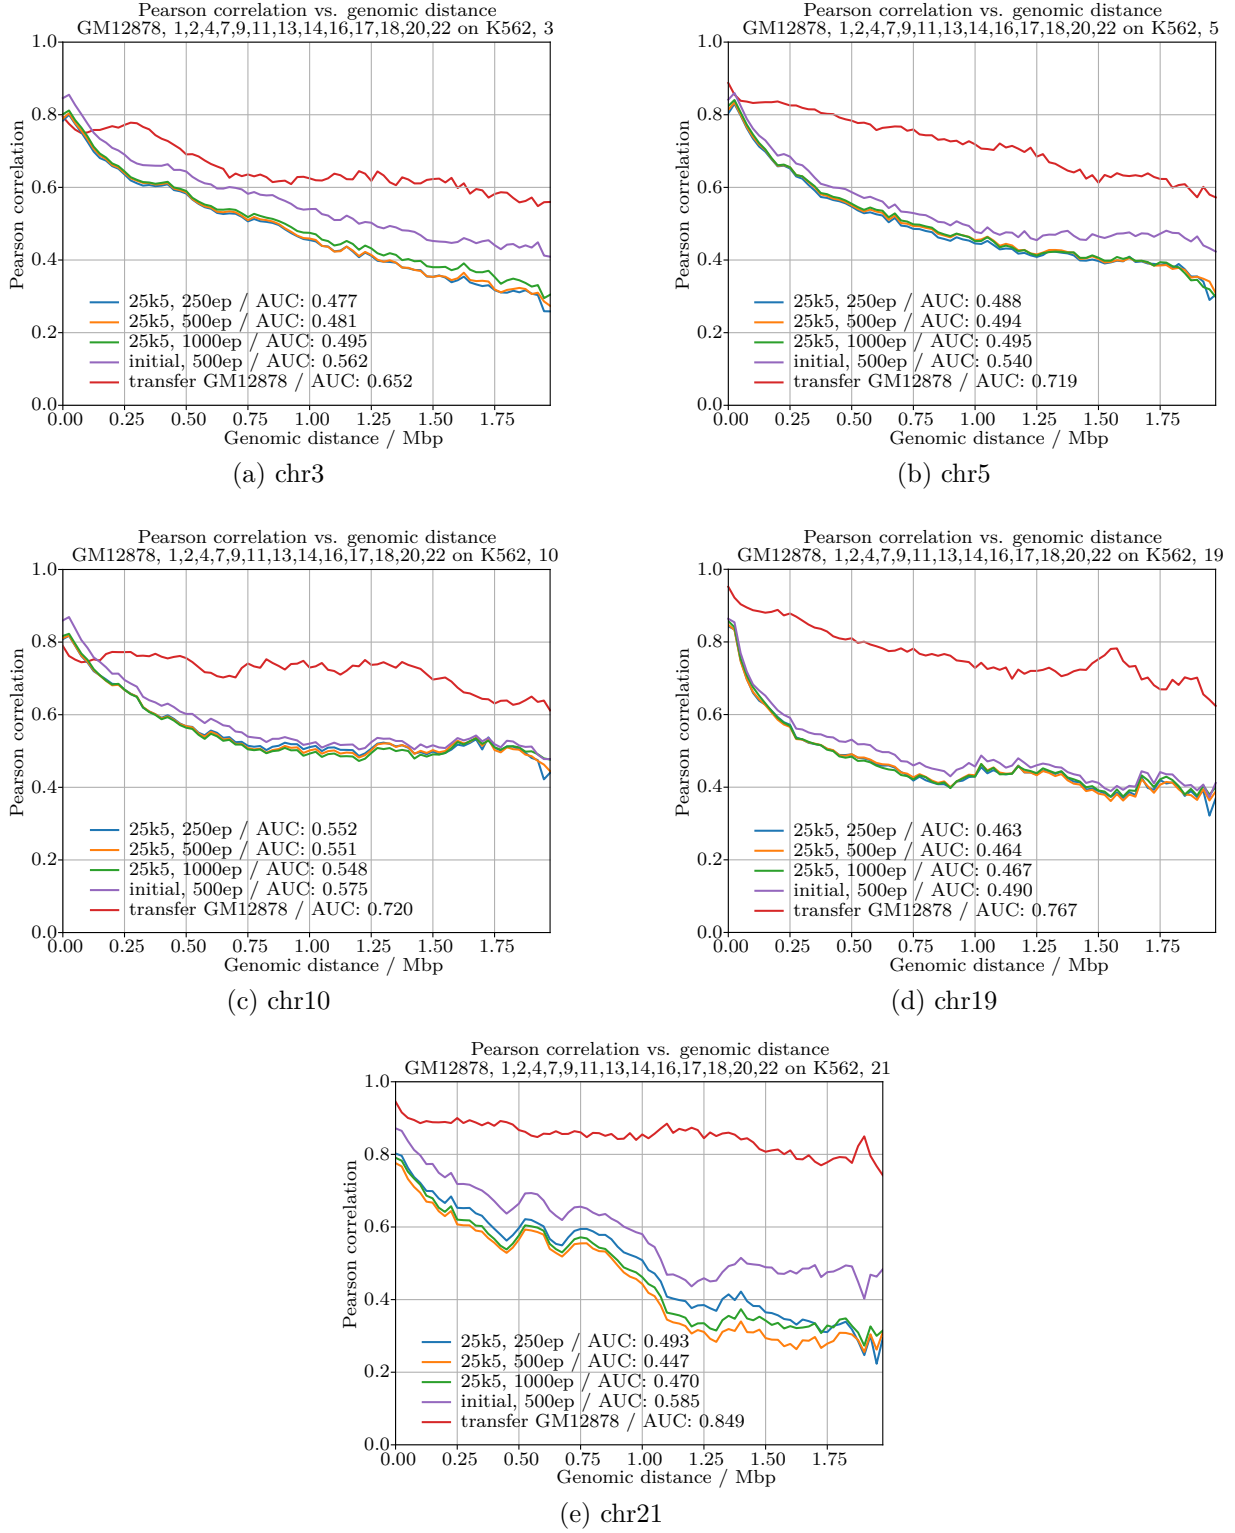 Pearson correlation vs. genomic distance
GM12878, 1,2,4,7,9,11,13,14,16,17,18,20,22 on K562, 3
1.0
0.8
0.6
0.4
0.2
0.0
Pearson correlation
25k5, 250ep / AUC: 0.477
25k5, 500ep / AUC: 0.481
25k5, 1000ep / AUC: 0.495
initial, 500ep / AUC: 0.562
transfer GM12878 / AUC: 0.652
0.00 0.25 0.50 0.75 1.00 1.25 1.50 1.75
Genomic distance / Mbp
(a) chr3
Pearson correlation vs. genomic distance
GM12878, 1,2,4,7,9,11,13,14,16,17,18,20,22 on K562, 5
1.0
0.8
0.6
0.4
0.2
0.0
Pearson correlation
25k5, 250ep / AUC: 0.488
25k5, 500ep / AUC: 0.494
25k5, 1000ep / AUC: 0.495
initial, 500ep / AUC: 0.540
transfer GM12878 / AUC: 0.719
0.00 0.25 0.50 0.75 1.00 1.25 1.50 1.75
Genomic distance / Mbp
(b) chr5
Pearson correlation vs. genomic distance
GM12878, 1,2,4,7,9,11,13,14,16,17,18,20,22 on K562, 10
1.0
0.8
0.6
0.4
0.2
0.0
Pearson correlation
25k5, 250ep / AUC: 0.552
25k5, 500ep / AUC: 0.551
25k5, 1000ep / AUC: 0.548
initial, 500ep / AUC: 0.575
transfer GM12878 / AUC: 0.720
0.00 0.25 0.50 0.75 1.00 1.25 1.50 1.75
Genomic distance / Mbp
(c) chr10
Pearson correlation vs. genomic distance
GM12878, 1,2,4,7,9,11,13,14,16,17,18,20,22 on K562, 19
1.0
0.8
0.6
0.4
0.2
0.0
Pearson correlation
25k5, 250ep / AUC: 0.463
25k5, 500ep / AUC: 0.464
25k5, 1000ep / AUC: 0.467
initial, 500ep / AUC: 0.490
transfer GM12878 / AUC: 0.767
0.00 0.25 0.50 0.75 1.00 1.25 1.50 1.75
Genomic distance / Mbp
(d) chr19
Pearson correlation vs. genomic distance
GM12878, 1,2,4,7,9,11,13,14,16,17,18,20,22 on K562, 21
1.0
0.8
0.6
0.4
0.2
0.0
Pearson correlation
25k5, 250ep / AUC: 0.493
25k5, 500ep / AUC: 0.447
25k5, 1000ep / AUC: 0.470
initial, 500ep / AUC: 0.585
transfer GM12878 / AUC: 0.849
0.00 0.25 0.50 0.75 1.00 1.25 1.50 1.75
Genomic distance / Mbp
(e) chr21